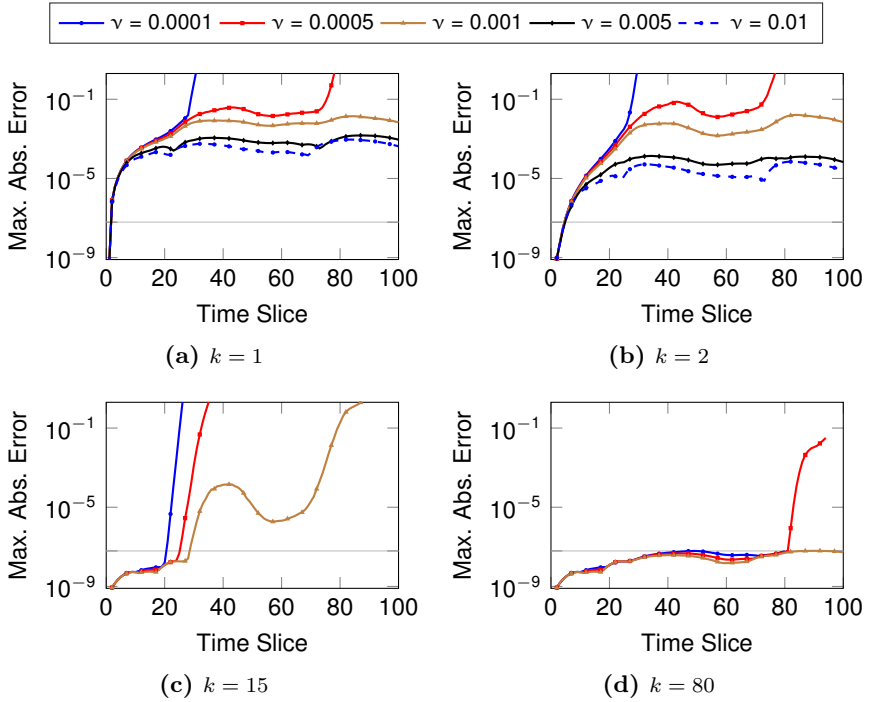 ν = 0.0001 ν = 0.0005 ν = 0.001 ν = 0.005 ν = 0.01
Max. Abs. Error
10⁻¹
10⁻⁵
10⁻⁹
0 20 40 60 80 100
Time Slice
(a) k = 1
Max. Abs. Error
10⁻¹
10⁻⁵
10⁻⁹
0 20 40 60 80 100
Time Slice
(b) k = 2
Max. Abs. Error
10⁻¹
10⁻⁵
10⁻⁹
0 20 40 60 80 100
Time Slice
(c) k = 15
Max. Abs. Error
10⁻¹
10⁻⁵
10⁻⁹
0 20 40 60 80 100
Time Slice
(d) k = 80